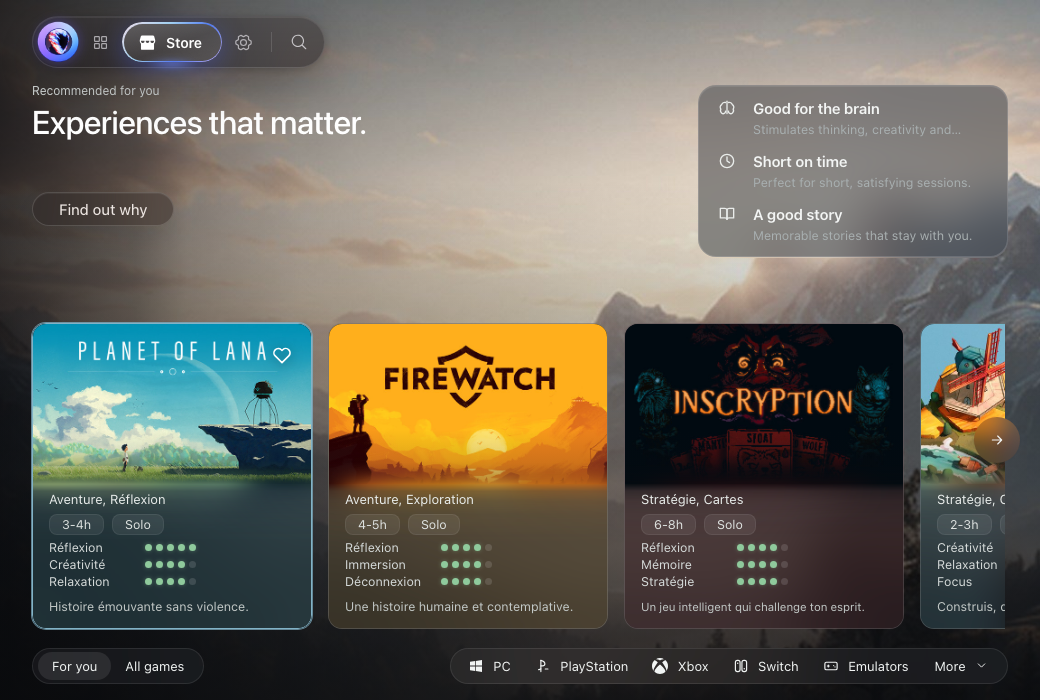 Store
Recommended for you
Experiences that matter.
Find out why
Good for the brain
Stimulates thinking, creativity and...
Short on time
Perfect for short, satisfying sessions.
A good story
Memorable stories that stay with you.
PLANET OF LANA
Aventure, Réflexion
3-4h Solo
Réflexion
Créativité
Relaxation
Histoire émouvante sans violence.
FIREWATCH
Aventure, Exploration
4-5h Solo
Réflexion
Immersion
Déconnexion
Une histoire humaine et contemplative.
INSCRYPTION
Stratégie, Cartes
6-8h Solo
Réflexion
Mémoire
Stratégie
Un jeu intelligent qui challenge ton esprit.
Stratégie,
2-3h
Créativité
Relaxation
Focus
Construis,
For you All games
PC PlayStation Xbox Switch Emulators More